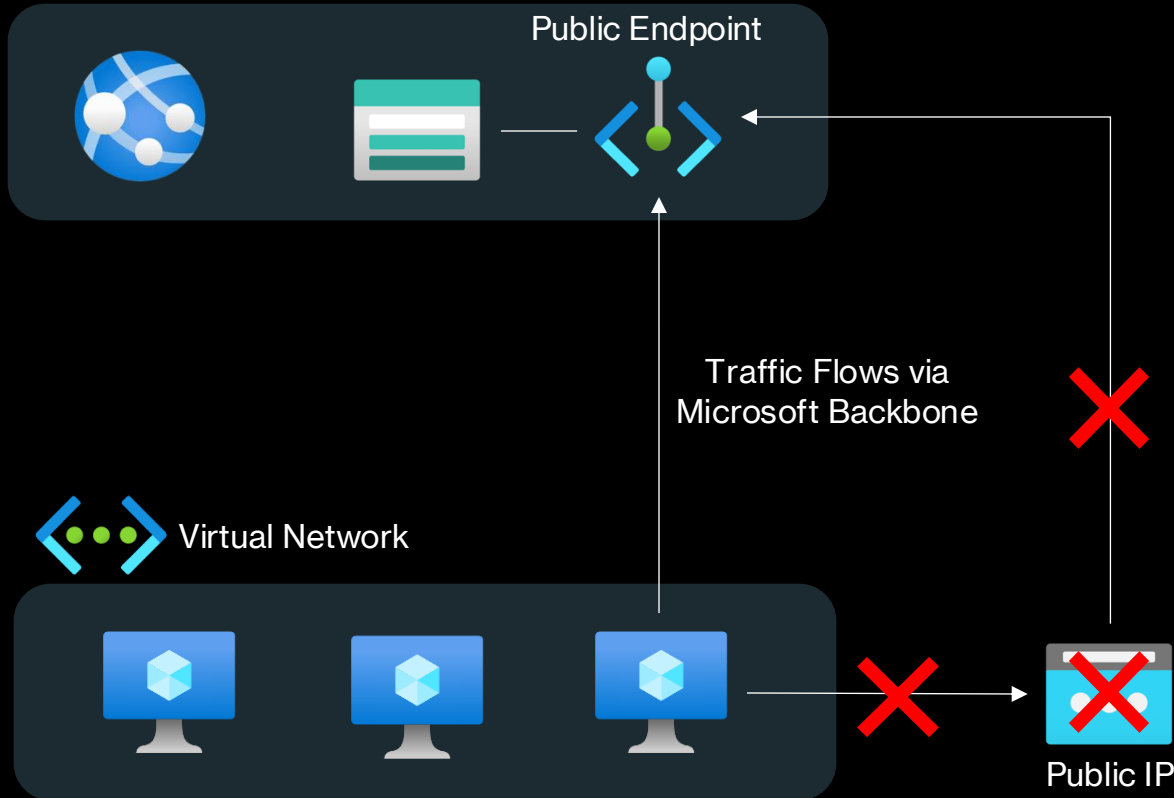 Public Endpoint
Traffic Flows via
Microsoft Backbone
Virtual Network
Public IP